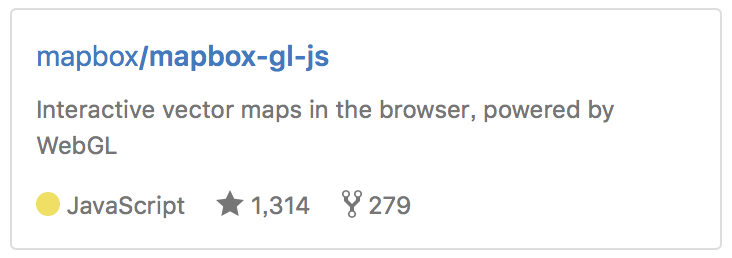 mapbox/mapbox-gl-js
Interactive vector maps in the browser, powered by
WebGL
JavaScript 1,314 279